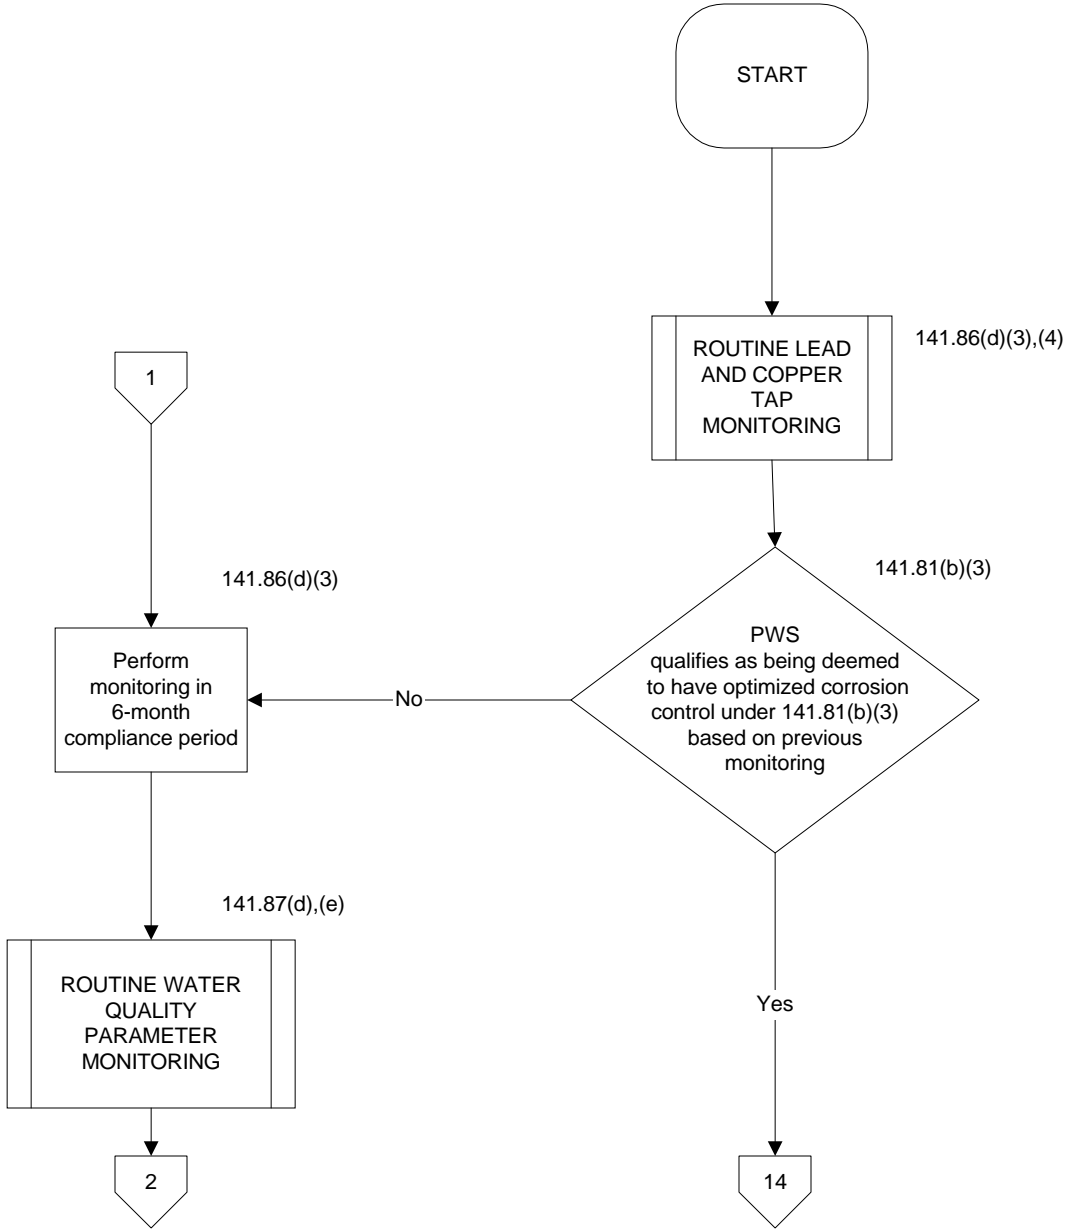 START
ROUTINE LEAD
AND COPPER
TAP
MONITORING
141.86(d)(3),(4)
1
141.86(d)(3)
141.81(b)(3)
Perform
monitoring in
6-month
compliance period
No
PWS
qualifies as being deemed
to have optimized corrosion
control under 141.81(b)(3)
based on previous
monitoring
141.87(d),(e)
ROUTINE WATER
QUALITY
PARAMETER
MONITORING
Yes
2
14